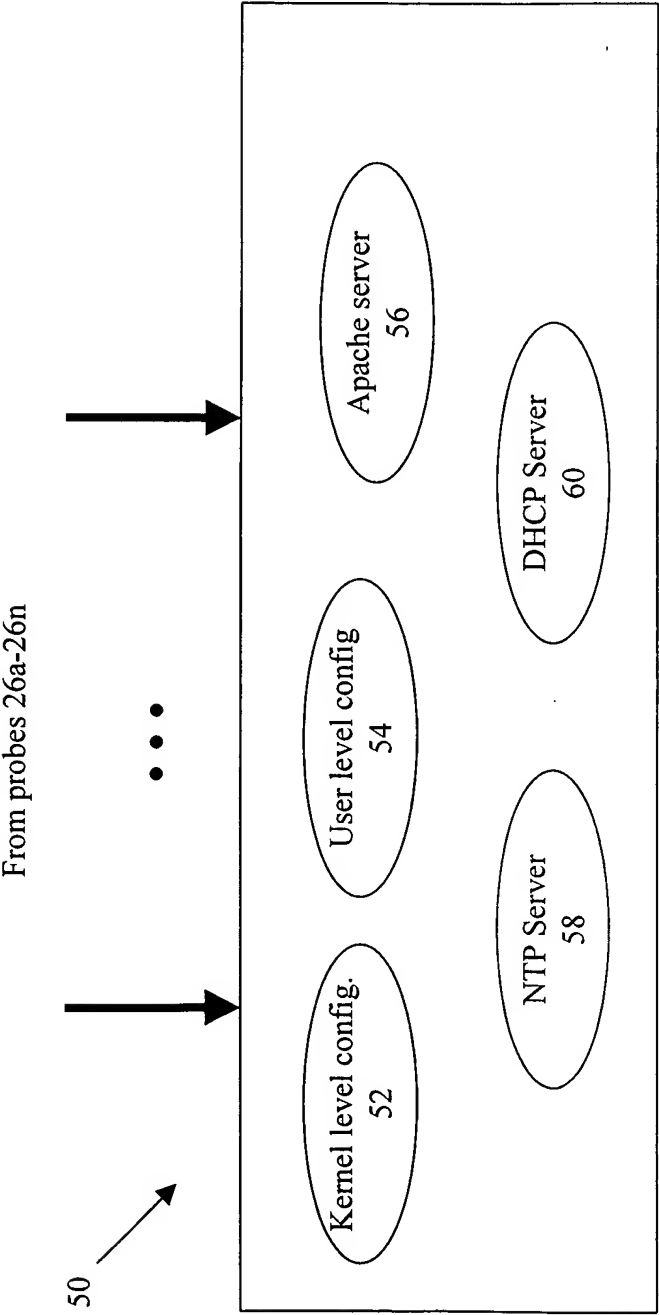 From probes 26a-26n
50
Kernel level config.
52
User level config
54
Apache server
56
NTP Server
58
DHCP Server
60